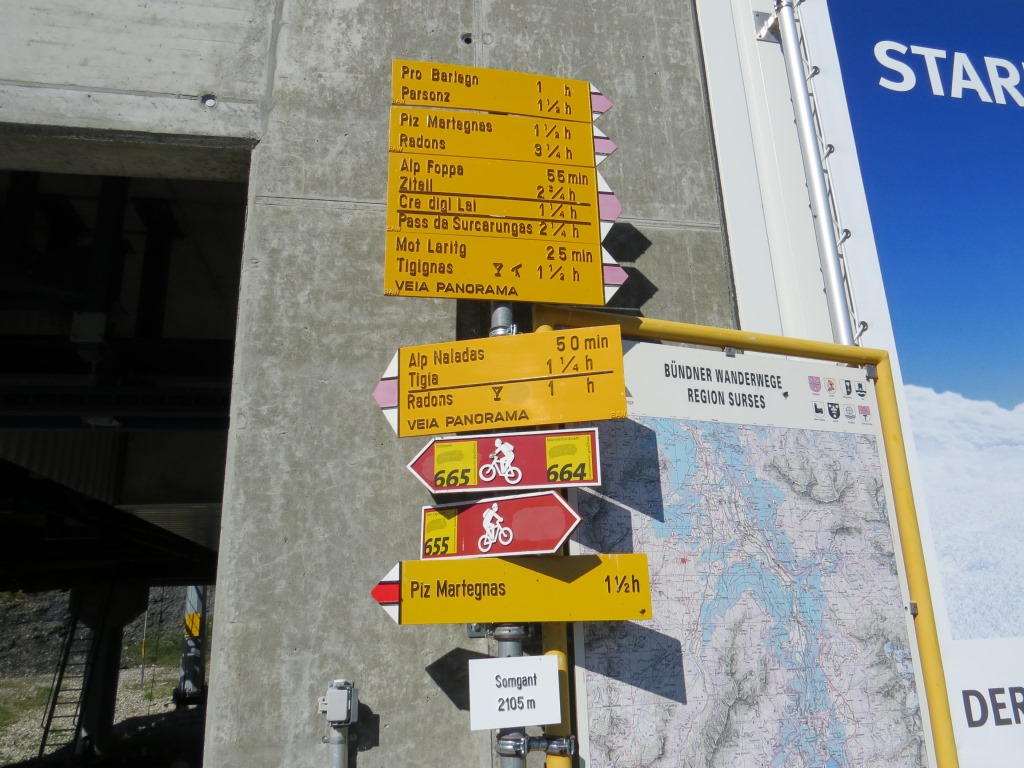 Pro Barlegn 1 h
Parsonz 1½ h
Piz Martegnas 1½ h
Radons 3¼ h
Alp Foppa 55 min
Ziteil 2¾ h
Cre digl Lai 1¼ h
Pass da Surcarungas 2¼ h
Mot Laritg 25 min
Tigignas 1½ h
VEIA PANORAMA
Alp Naladas 50 min
Tigia 1¼ h
Radons 1 h
VEIA PANORAMA
665 664
655
Piz Martegnas 1½ h
Somgant
2105 m
BÜNDNER WANDERWEGE
REGION SURSES
STAR
DER